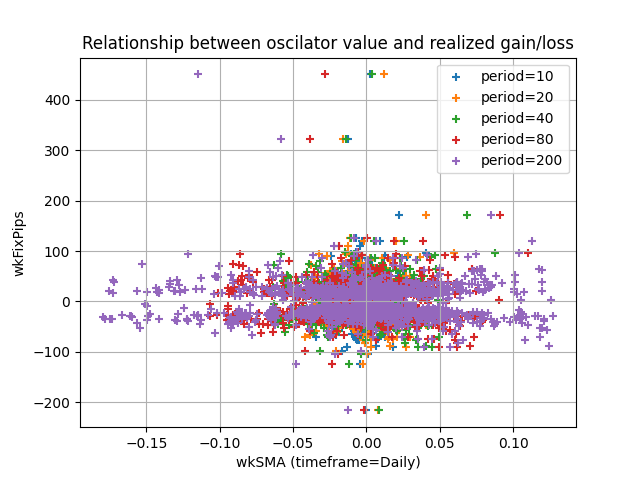 Relationship between oscilator value and realized gain/loss
period=10
period=20
period=40
period=80
period=200
400
300
200
100
0
−100
−200
wkFixPips
−0.15
−0.10
−0.05
0.00
0.05
0.10
wkSMA (timeframe=Daily)